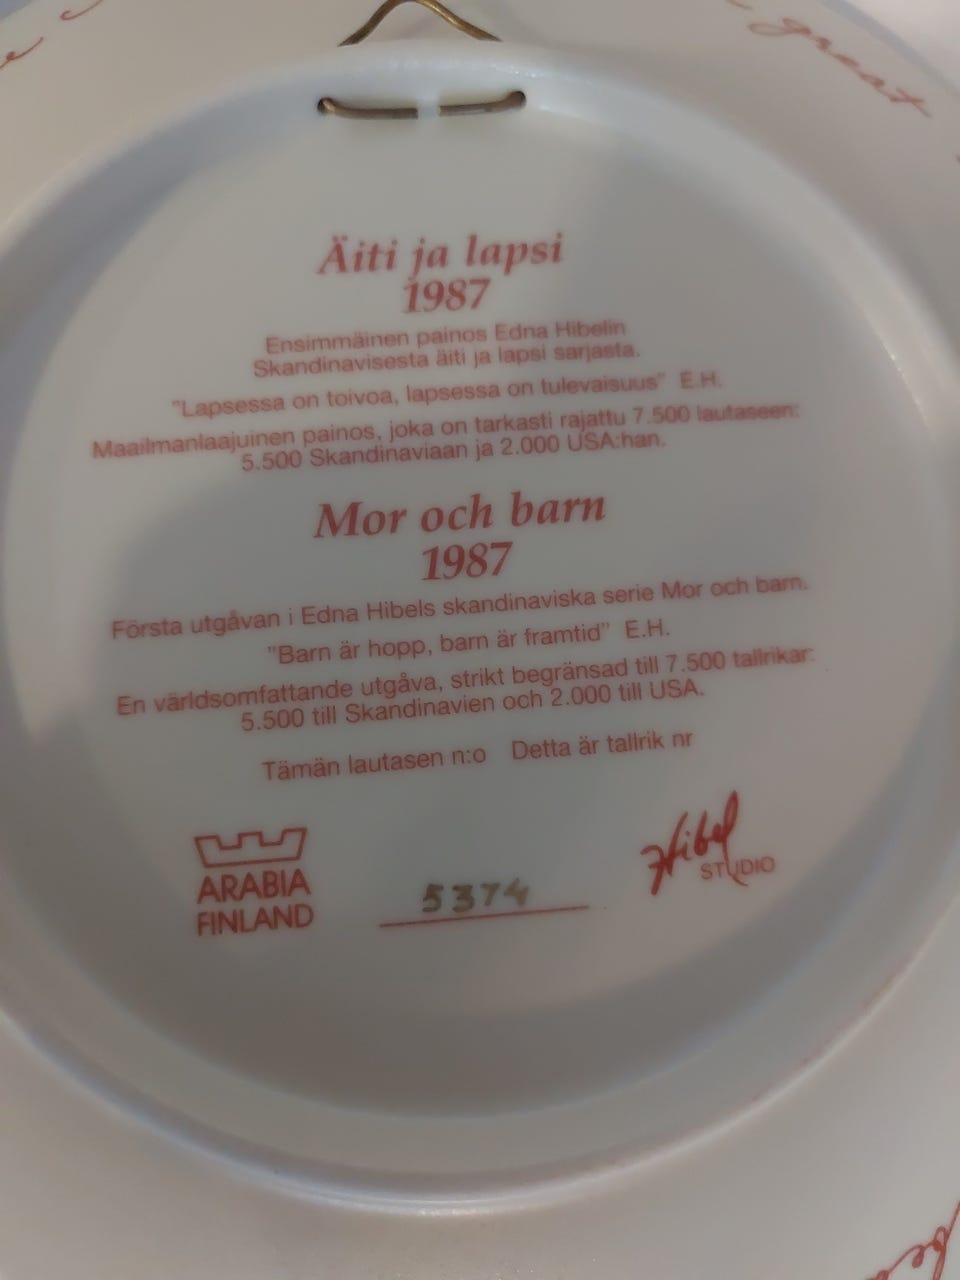 great
Äiti ja lapsi
1987
Ensimmäinen painos Edna Hibelin
Skandinavisesta äiti ja lapsi sarjasta.
"Lapsessa on toivoa, lapsessa on tulevaisuus" E.H.
Maailmanlaajuinen painos, joka on tarkasti rajattu 7.500 lautaseen:
5.500 Skandinaviaan ja 2.000 USA:han.
Mor och barn
1987
Första utgåvan i Edna Hibels skandinaviska serie Mor och barn.
"Barn är hopp, barn är framtid" E.H.
En världsomfattande utgåva, strikt begränsad till 7.500 tallrikar:
5.500 till Skandinavien och 2.000 till USA.
Tämän lautasen n:o Detta är tallrik nr
ARABIA
FINLAND
5374
Hibel
STUDIO